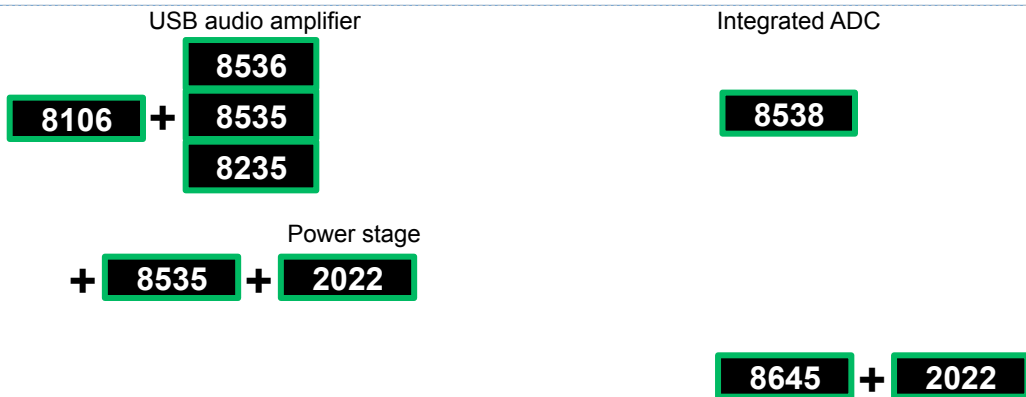 USB audio amplifier
Integrated ADC
8536
8106 + 8535
8538
8235
Power stage
+ 8535 + 2022
8645 + 2022